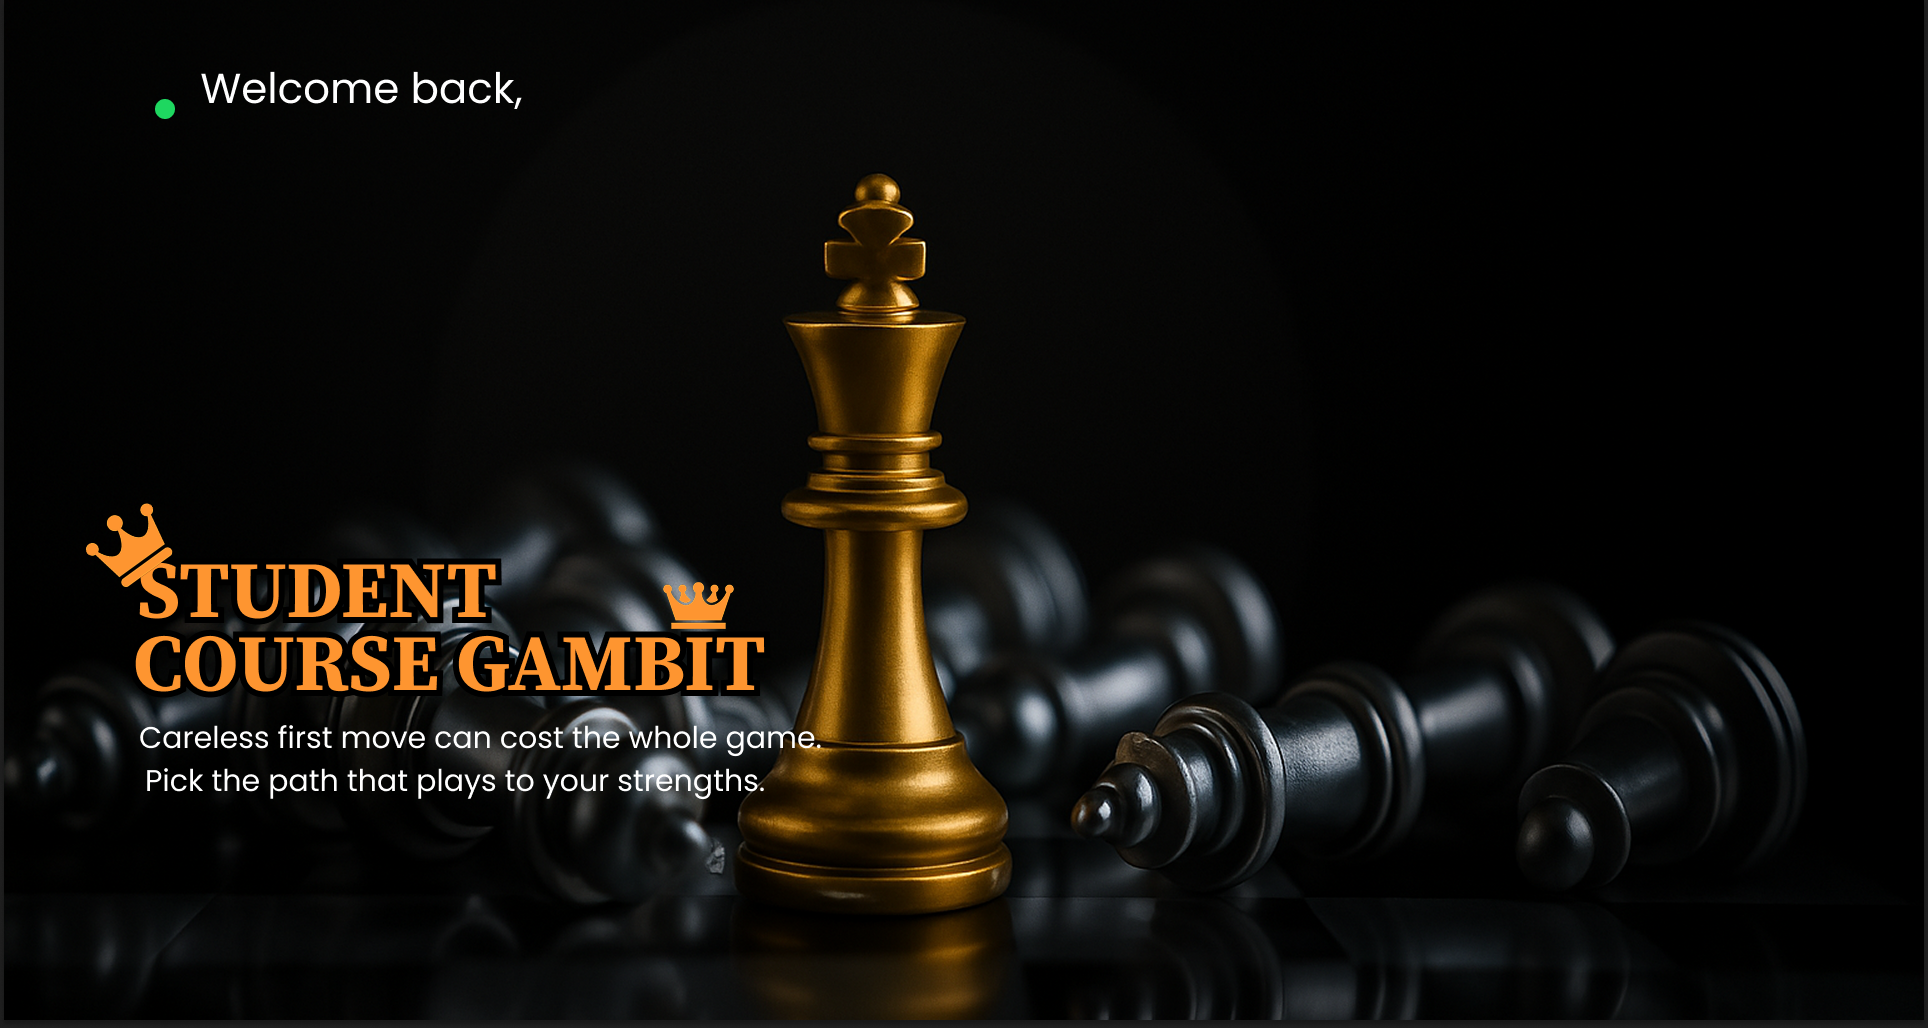 Welcome back,
STUDENT
COURSE GAMBIT
Careless first move can cost the whole game.
Pick the path that plays to your strengths.